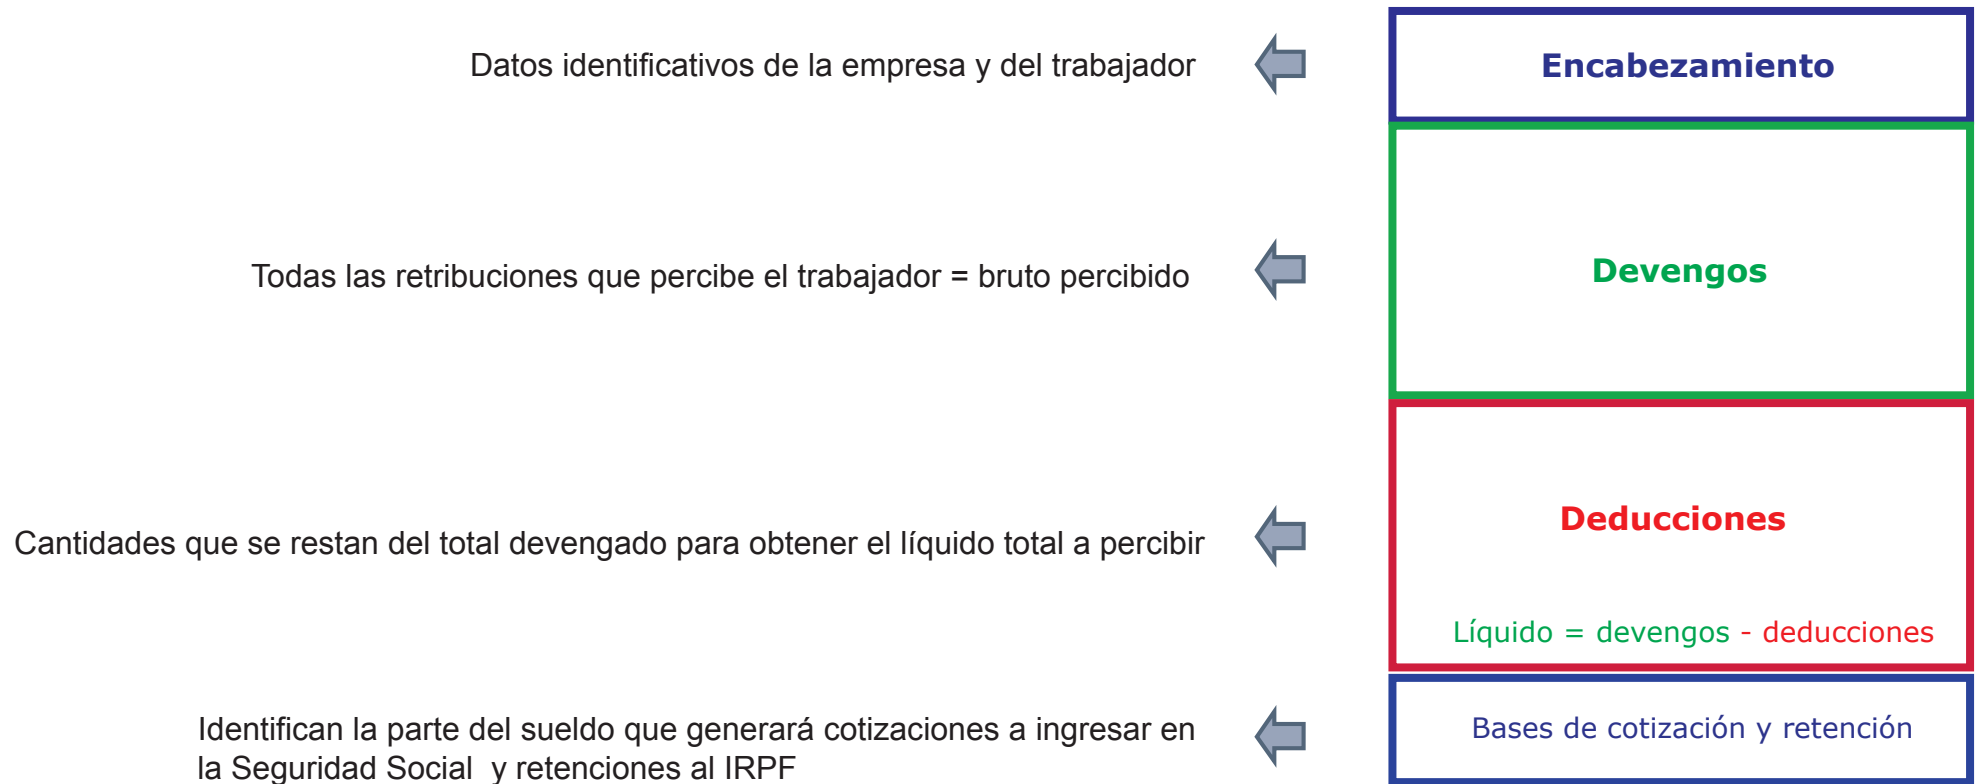 Datos identificativos de la empresa y del trabajador
Encabezamiento
Todas las retribuciones que percibe el trabajador = bruto percibido
Devengos
Cantidades que se restan del total devengado para obtener el líquido total a percibir
Deducciones
Líquido = devengos - deducciones
Identifican la parte del sueldo que generará cotizaciones a ingresar en
la Seguridad Social y retenciones al IRPF
Bases de cotización y retención